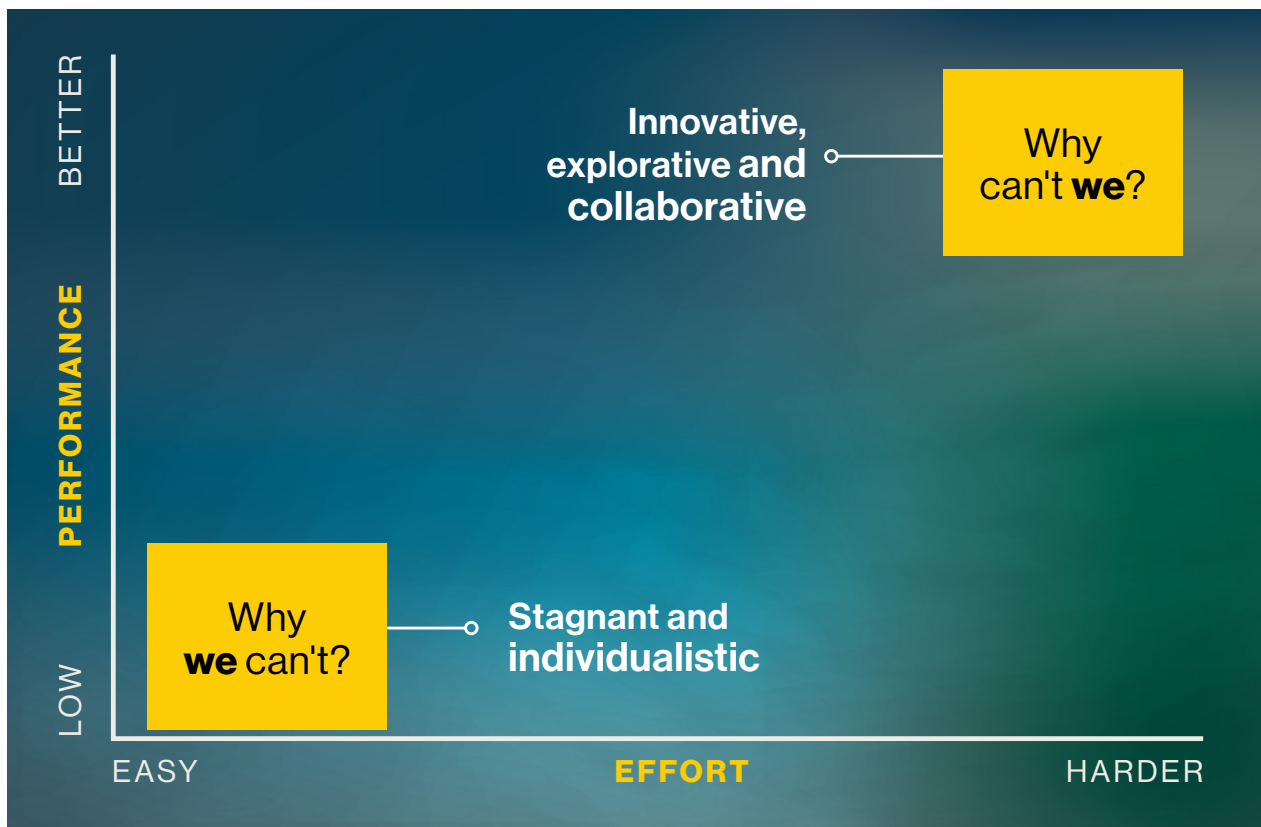 BETTER
PERFORMANCE
LOW
Innovative,
explorative and
collaborative
Why
can't we?
Why
we can't?
Stagnant and
individualistic
EASY
EFFORT
HARDER